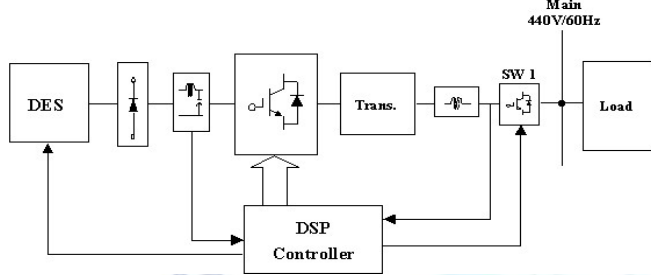 Main
440V/60Hz
SW 1
DES
Trans.
Load
DSP
Controller